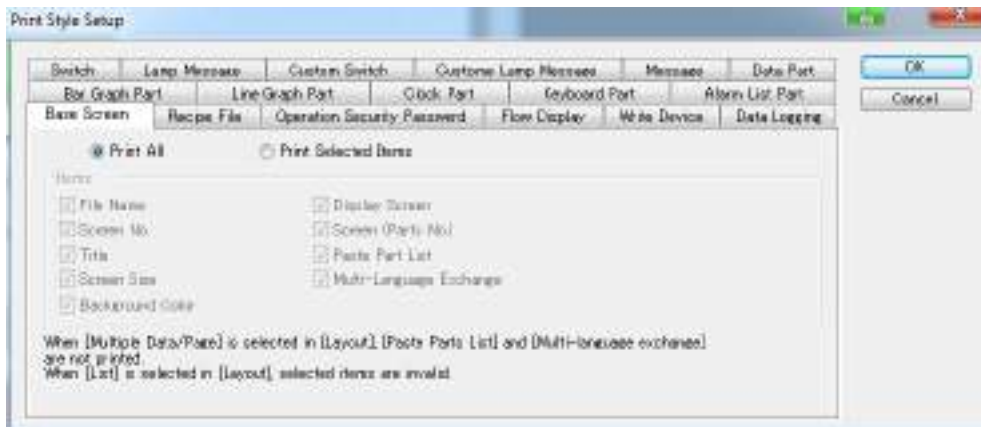 Print Style Setup
Switch Lamp Message Custom Switch Custome Lamp Message Message Data Part
OK
Bar Graph Part Line Graph Part Clock Part Keyboard Part Alarm List Part
Cancel
Base Screen Recipe File Operation Security Password Flow Display Write Device Data Logging
Print All Print Selected Items
Items
File Name Display Screen
Screen No. Screen (Parts No.)
Title Paste Part List
Screen Size Multi-Language Exchange
Background Color
When [Multiple Data/Page] is selected in [Layout], [Paste Parts List] and [Multi-language exchange]
are not printed.
When [List] is selected in [Layout], selected items are invalid.